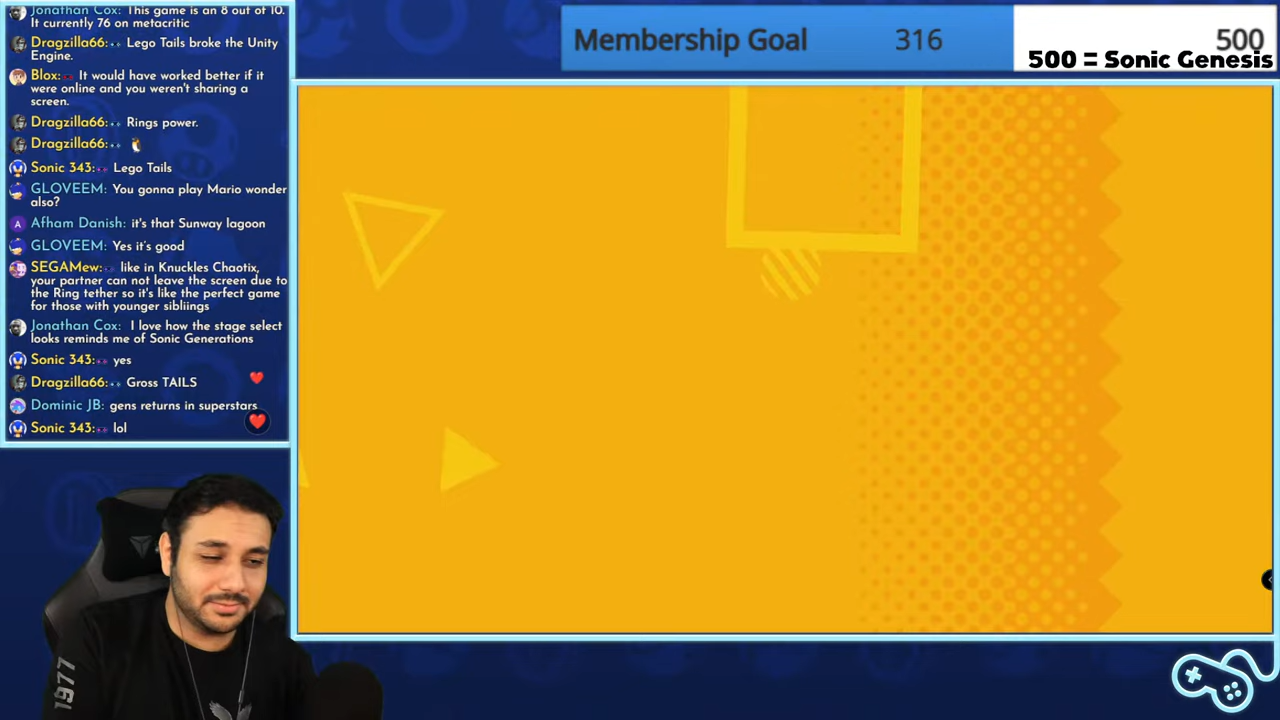 Jonathan Cox: This game is an 8 out of 10.
It currently 76 on metacritic
Dragzilla66: Lego Tails broke the Unity
Engine.
Blox: It would have worked better if it
were online and you weren't sharing a
screen.
Dragzilla66: Rings power.
Dragzilla66:
Sonic 343: Lego Tails
GLOVEEM: You gonna play Mario wonder
also?
A Afham Danish: it's that Sunway lagoon
GLOVEEM: Yes it's good
SEGAMew: like in Knuckles Chaotix,
your partner can not leave the screen due to
the Ring tether so it's like the perfect game
for those with younger sibliings
Jonathan Cox: I love how the stage select
looks reminds me of Sonic Generations
Sonic 343: yes
Dragzilla66: Gross TAILS
Dominic JB: gens returns in superstars
Sonic 343: lol
Membership Goal 316 500
500 = Sonic Genesis
1977